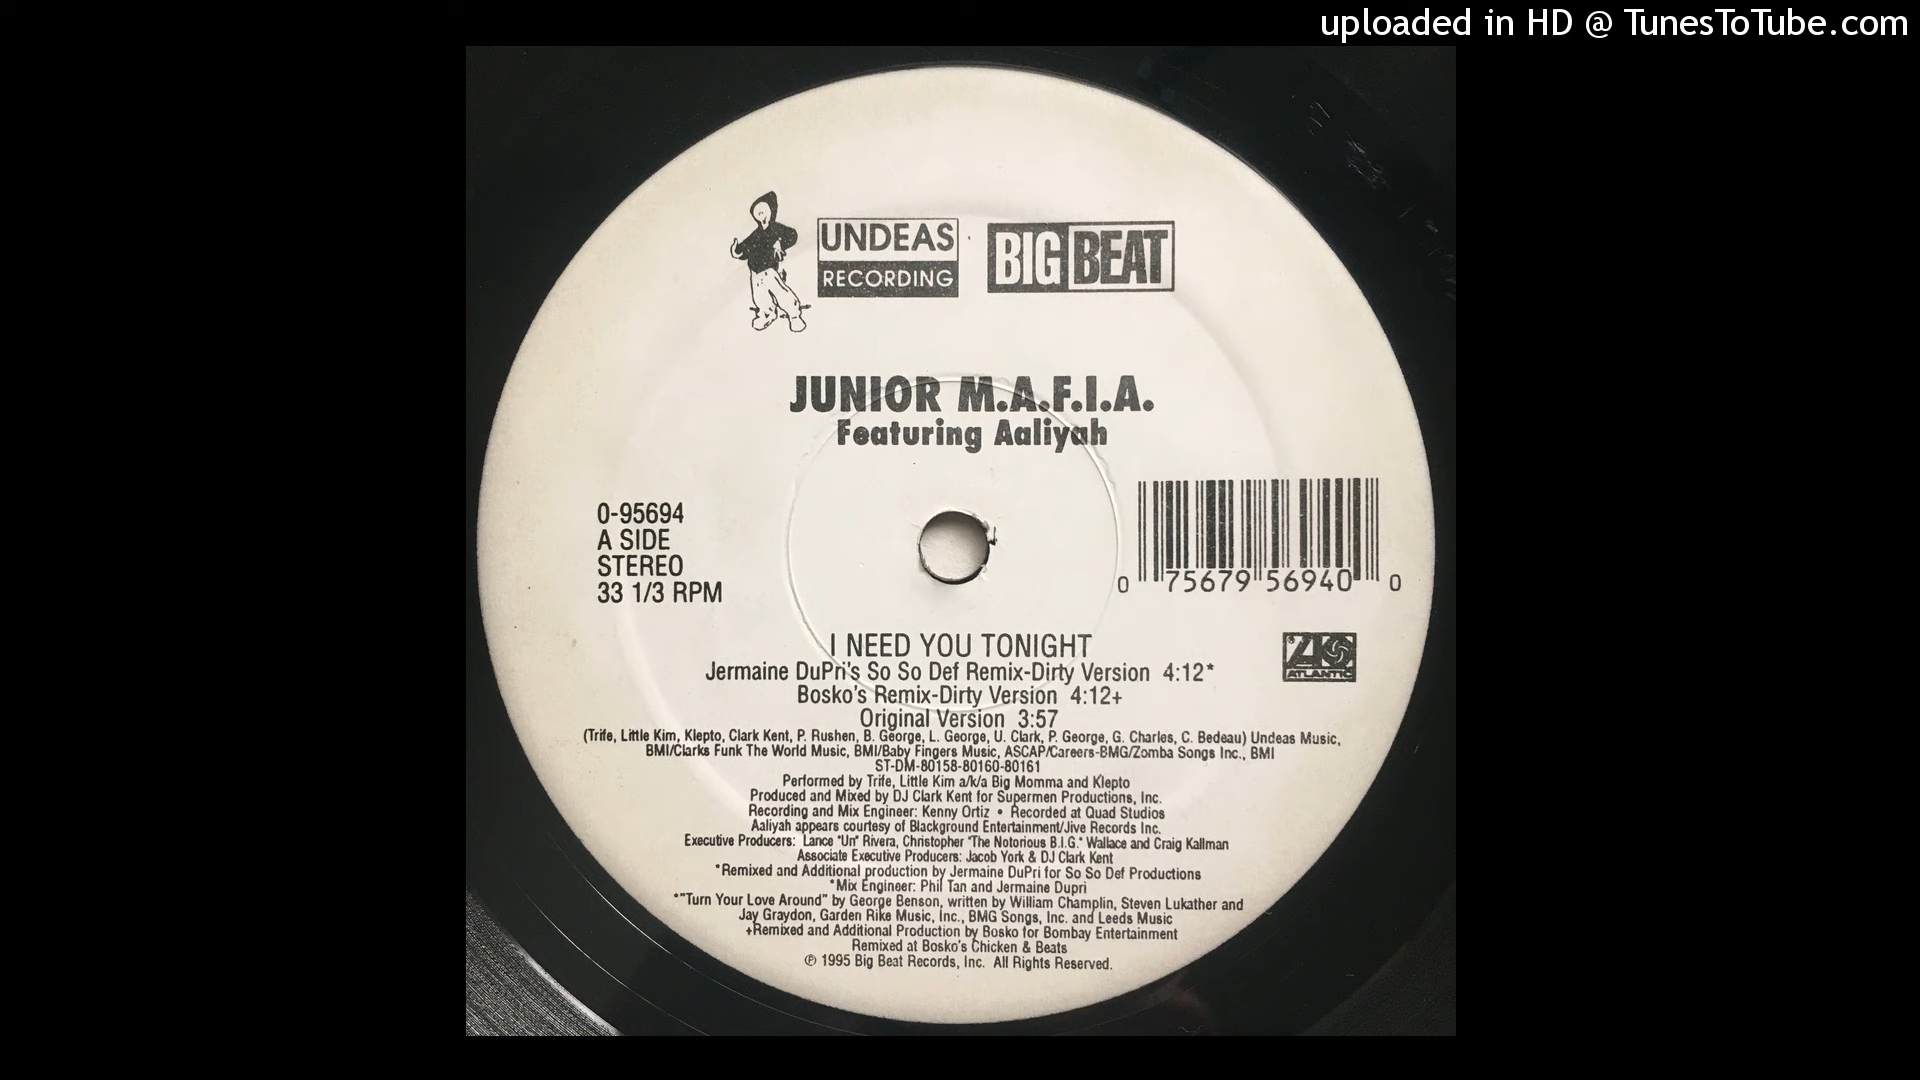 uploaded in HD @ TunesToTube.com
UNDEAS
RECORDING
BIG BEAT
JUNIOR M.A.F.I.A.
Featuring Aaliyah
0-95694
A SIDE
STEREO
33 1/3 RPM
0 75679 56940 0
I NEED YOU TONIGHT
Jermaine DuPri's So So Def Remix-Dirty Version 4:12*
Bosko's Remix-Dirty Version 4:12+
Original Version 3:57
ATLANTIC
(Trife, Little Kim, Klepto, Clark Kent, P. Rushen, B. George, L. George, U. Clark, P. George, G. Charles, C. Bedeau) Undeas Music,
BMI/Clarks Funk The World Music, BMI/Baby Fingers Music, ASCAP/Careers-BMG/Zomba Songs Inc., BMI
ST-DM-80158-80160-80161
Performed by Trife, Little Kim a/k/a Big Momma and Klepto
Produced and Mixed by DJ Clark Kent for Supermen Productions, Inc.
Recording and Mix Engineer: Kenny Ortiz • Recorded at Quad Studios
Aaliyah appears courtesy of Blackground Entertainment/Jive Records Inc.
Executive Producers: Lance "Un" Rivera, Christopher "The Notorious B.I.G." Wallace and Craig Kallman
Associate Executive Producers: Jacob York & DJ Clark Kent
*Remixed and Additional production by Jermaine DuPri for So So Def Productions
*Mix Engineer: Phil Tan and Jermaine Dupri
*"Turn Your Love Around" by George Benson, written by William Champlin, Steven Lukather and
Jay Graydon, Garden Rike Music, Inc., BMG Songs, Inc. and Leeds Music
+Remixed and Additional Production by Bosko for Bombay Entertainment
Remixed at Bosko's Chicken & Beats
℗ 1995 Big Beat Records, Inc. All Rights Reserved.